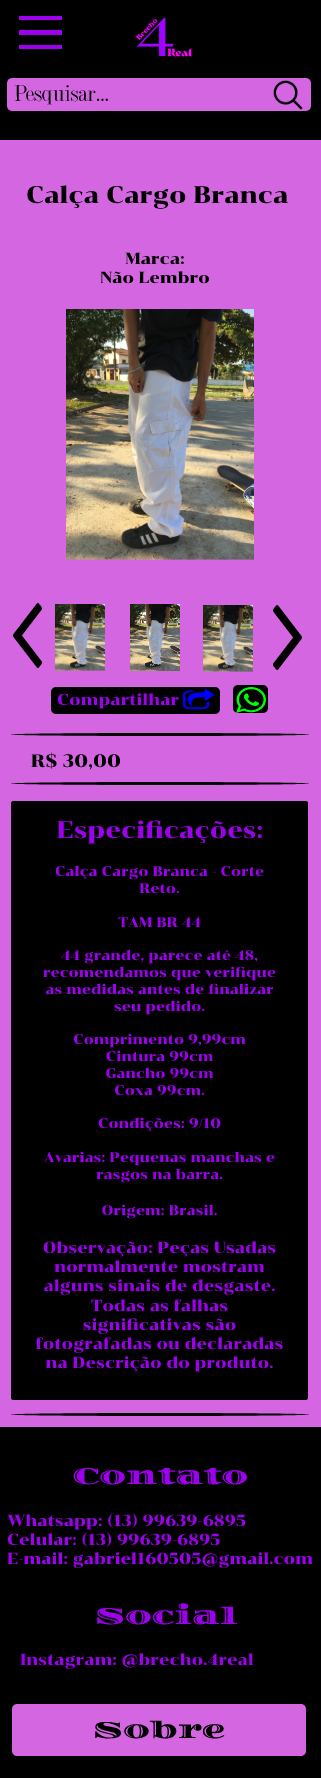 Brechó
4
Real
Pesquisar...
Calça Cargo Branca
Marca:
Não Lembro
Compartilhar
R$ 30,00
Especificações:
Calça Cargo Branca - Corte
Reto.
TAM BR 44
44 grande, parece até 48,
recomendamos que verifique
as medidas antes de finalizar
seu pedido.
Comprimento 9,99cm
Cintura 99cm
Gancho 99cm
Coxa 99cm.
Condições: 9/10
Avarias: Pequenas manchas e
rasgos na barra.
Origem: Brasil.
Observação: Peças Usadas
normalmente mostram
alguns sinais de desgaste.
Todas as falhas
significativas são
fotografadas ou declaradas
na Descrição do produto.
Contato
Whatsapp: (13) 99639-6895
Celular: (13) 99639-6895
E-mail: gabriel160505@gmail.com
Social
Instagram: @brecho.4real
Sobre